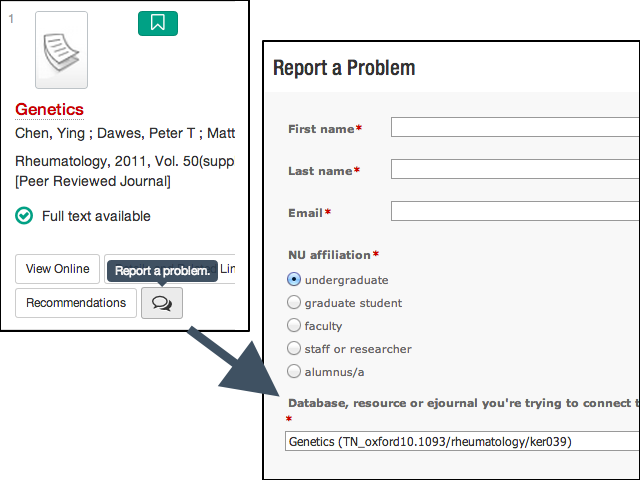 1
Genetics
Chen, Ying ; Dawes, Peter T ; Matt
Rheumatology, 2011, Vol. 50(supp
[Peer Reviewed Journal]
Full text available
View Online
Report a problem.
Lin
Recommendations
Report a Problem
First name*
Last name*
Email*
NU affiliation*
undergraduate
graduate student
faculty
staff or researcher
alumnus/a
Database, resource or ejournal you're trying to connect t
*
Genetics (TN_oxford10.1093/rheumatology/ker039)